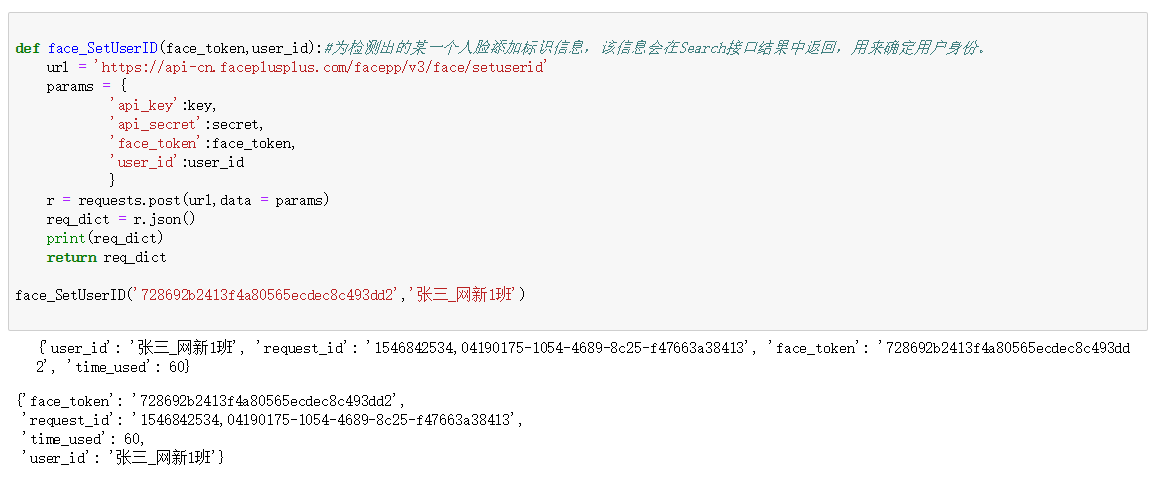 def face_SetUserID(face_token,user_id):#为检测出的某一个人脸添加标识信息，该信息会在Search接口结果中返回，用来确定用户身份。
    url = 'https://api-cn.faceplusplus.com/facepp/v3/face/setuserid'
    params = {
            'api_key':key,
            'api_secret':secret,
            'face_token':face_token,
            'user_id':user_id
            }
    r = requests.post(url,data = params)
    req_dict = r.json()
    print(req_dict)
    return req_dict
face_SetUserID('728692b2413f4a80565ecdec8c493dd2','张三_网新1班')
{'user_id': '张三_网新1班', 'request_id': '1546842534,04190175-1054-4689-8c25-f47663a38413', 'face_token': '728692b2413f4a80565ecdec8c493dd
2', 'time_used': 60}
{'face_token': '728692b2413f4a80565ecdec8c493dd2',
 'request_id': '1546842534,04190175-1054-4689-8c25-f47663a38413',
 'time_used': 60,
 'user_id': '张三_网新1班'}